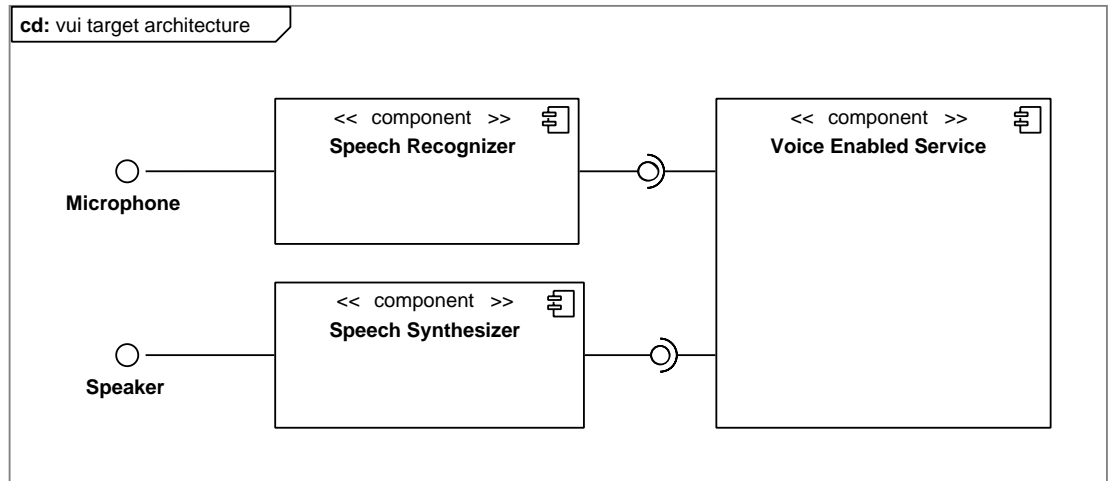 cd: vui target architecture
<< component >>
Speech Recognizer
<< component >>
Voice Enabled Service
Microphone
<< component >>
Speech Synthesizer
Speaker